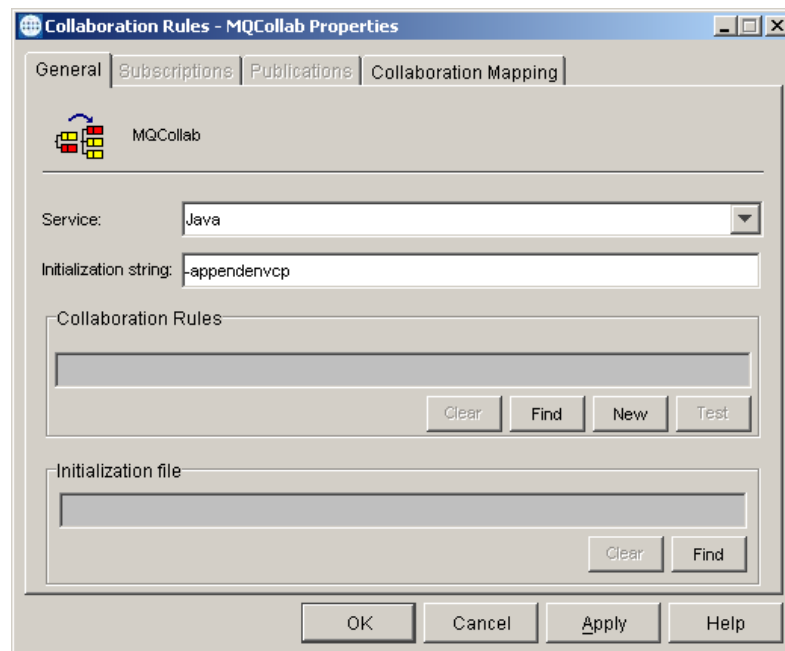 Collaboration Rules - MQCollab Properties
General Subscriptions Publications Collaboration Mapping
MQCollab
Service: Java
Initialization string: -appendenvcp
Collaboration Rules
Clear Find New Test
Initialization file
Clear Find
OK Cancel Apply Help